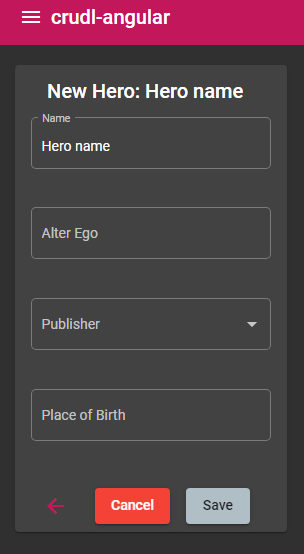 crudl-angular
New Hero: Hero name
Name
Hero name
Alter Ego
Publisher
Place of Birth
Cancel
Save